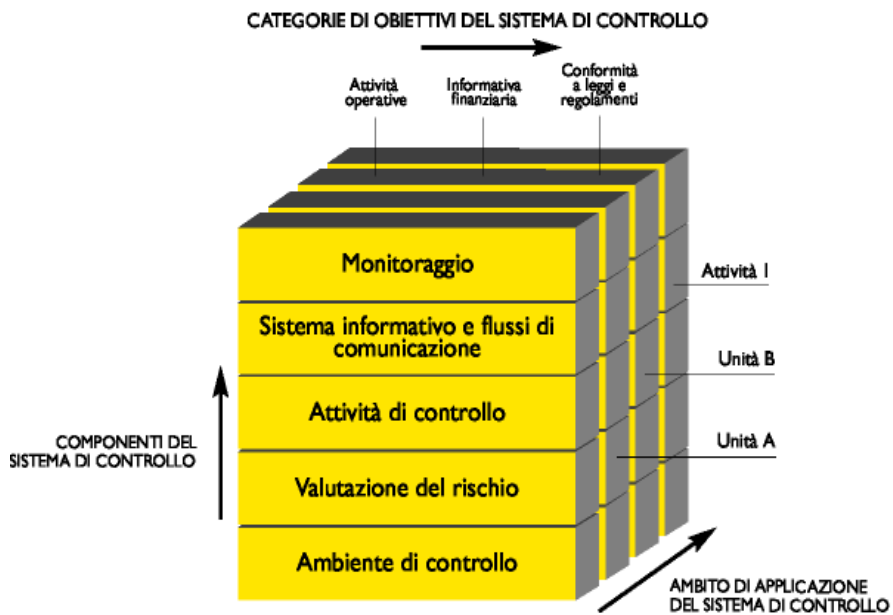 CATEGORIE DI OBIETTIVI DEL SISTEMA DI CONTROLLO
Attività
operative
Informativa
finanziaria
Conformità
a leggi e
regolamenti
Monitoraggio
Sistema informativo e flussi di
comunicazione
Attività di controllo
Valutazione del rischio
Ambiente di controllo
COMPONENTI DEL
SISTEMA DI CONTROLLO
Attività I
Unità B
Unità A
AMBITO DI APPLICAZIONE
DEL SISTEMA DI CONTROLLO